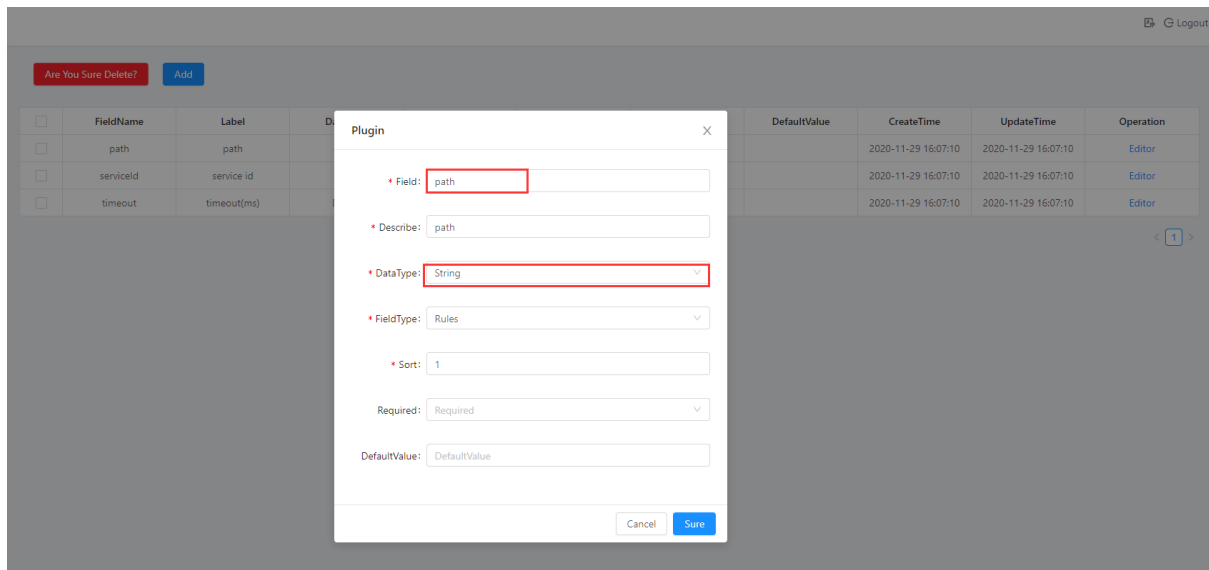 Logout
Are You Sure Delete? Add
FieldName Label DefaultValue CreateTime UpdateTime Operation
path path 2020-11-29 16:07:10 2020-11-29 16:07:10 Editor
serviceId service id 2020-11-29 16:07:10 2020-11-29 16:07:10 Editor
timeout timeout(ms) 2020-11-29 16:07:10 2020-11-29 16:07:10 Editor
< 1 >
Plugin
* Field: path
* Describe: path
* DataType: String
* FieldType: Rules
* Sort: 1
Required: Required
DefaultValue: DefaultValue
Cancel Sure